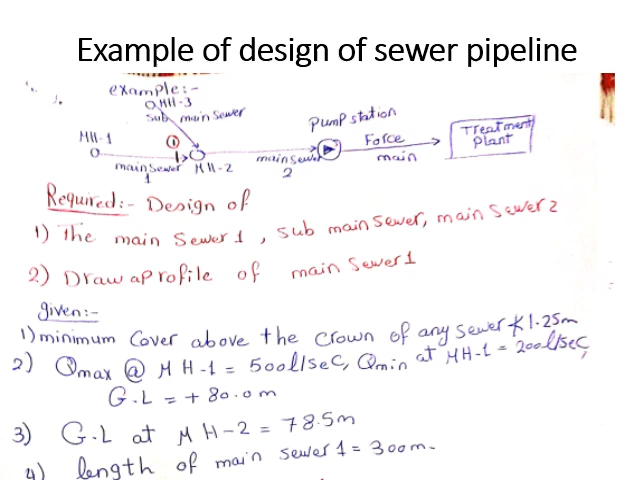 Example of design of sewer pipeline
example:-
MH-3
Sub main sewer
MH-1
1
main sewer 1
MH-2
main sewer 2
Pump station
Force main
Treatment Plant
Required:- Design of
1) The main sewer 1, sub main sewer, main sewer 2
2) Draw a profile of main sewer 1
given:-
1) minimum cover above the crown of any sewer ≮ 1.25m
2) Qmax @ MH-1 = 500l/sec, Qmin at MH-1 = 200l/sec,
G.L = + 80.0m
3) G.L at MH-2 = 78.5m
4) length of main sewer 1 = 300m.